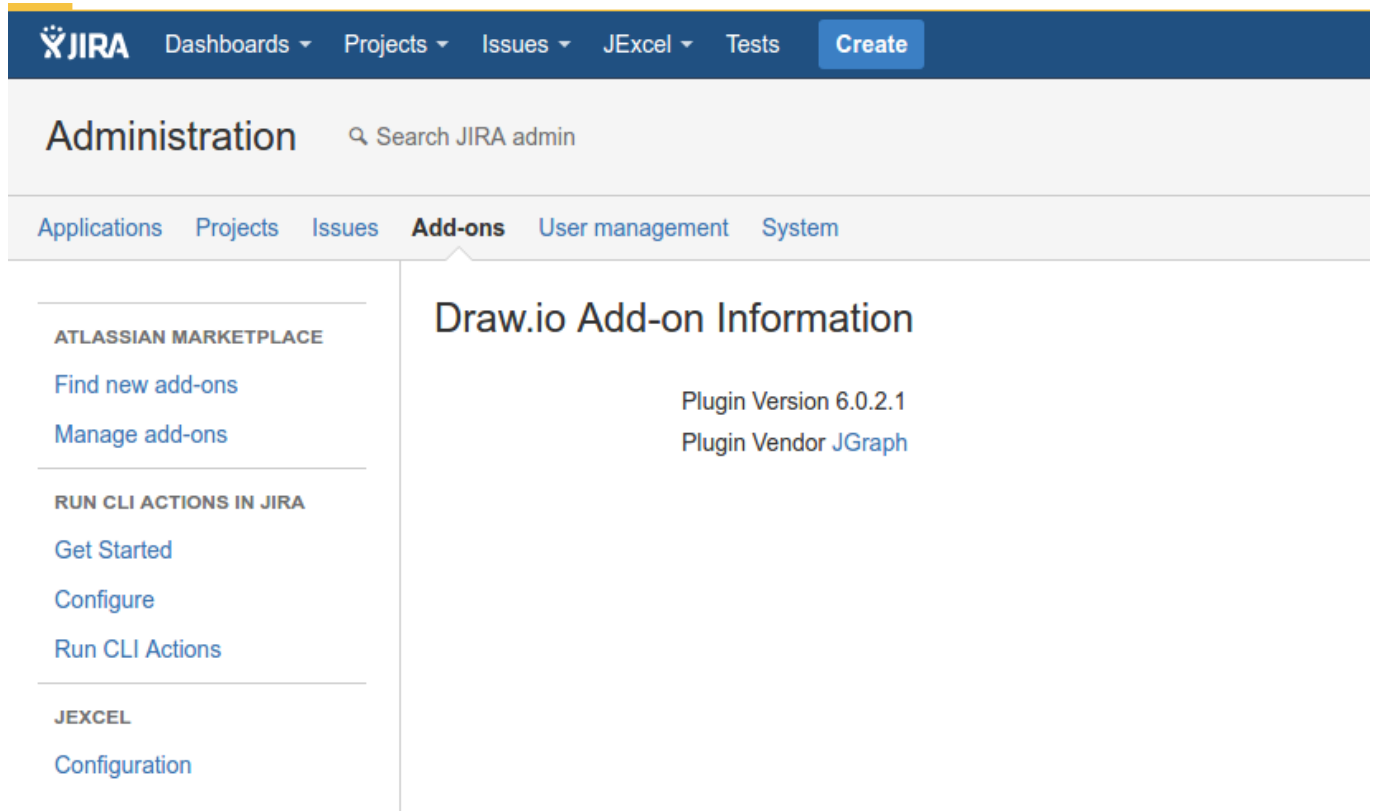 JIRA Dashboards Projects Issues JExcel Tests Create
Administration Search JIRA admin
Applications Projects Issues Add-ons User management System
ATLASSIAN MARKETPLACE
Find new add-ons
Manage add-ons
RUN CLI ACTIONS IN JIRA
Get Started
Configure
Run CLI Actions
JEXCEL
Configuration
Draw.io Add-on Information
Plugin Version 6.0.2.1
Plugin Vendor JGraph